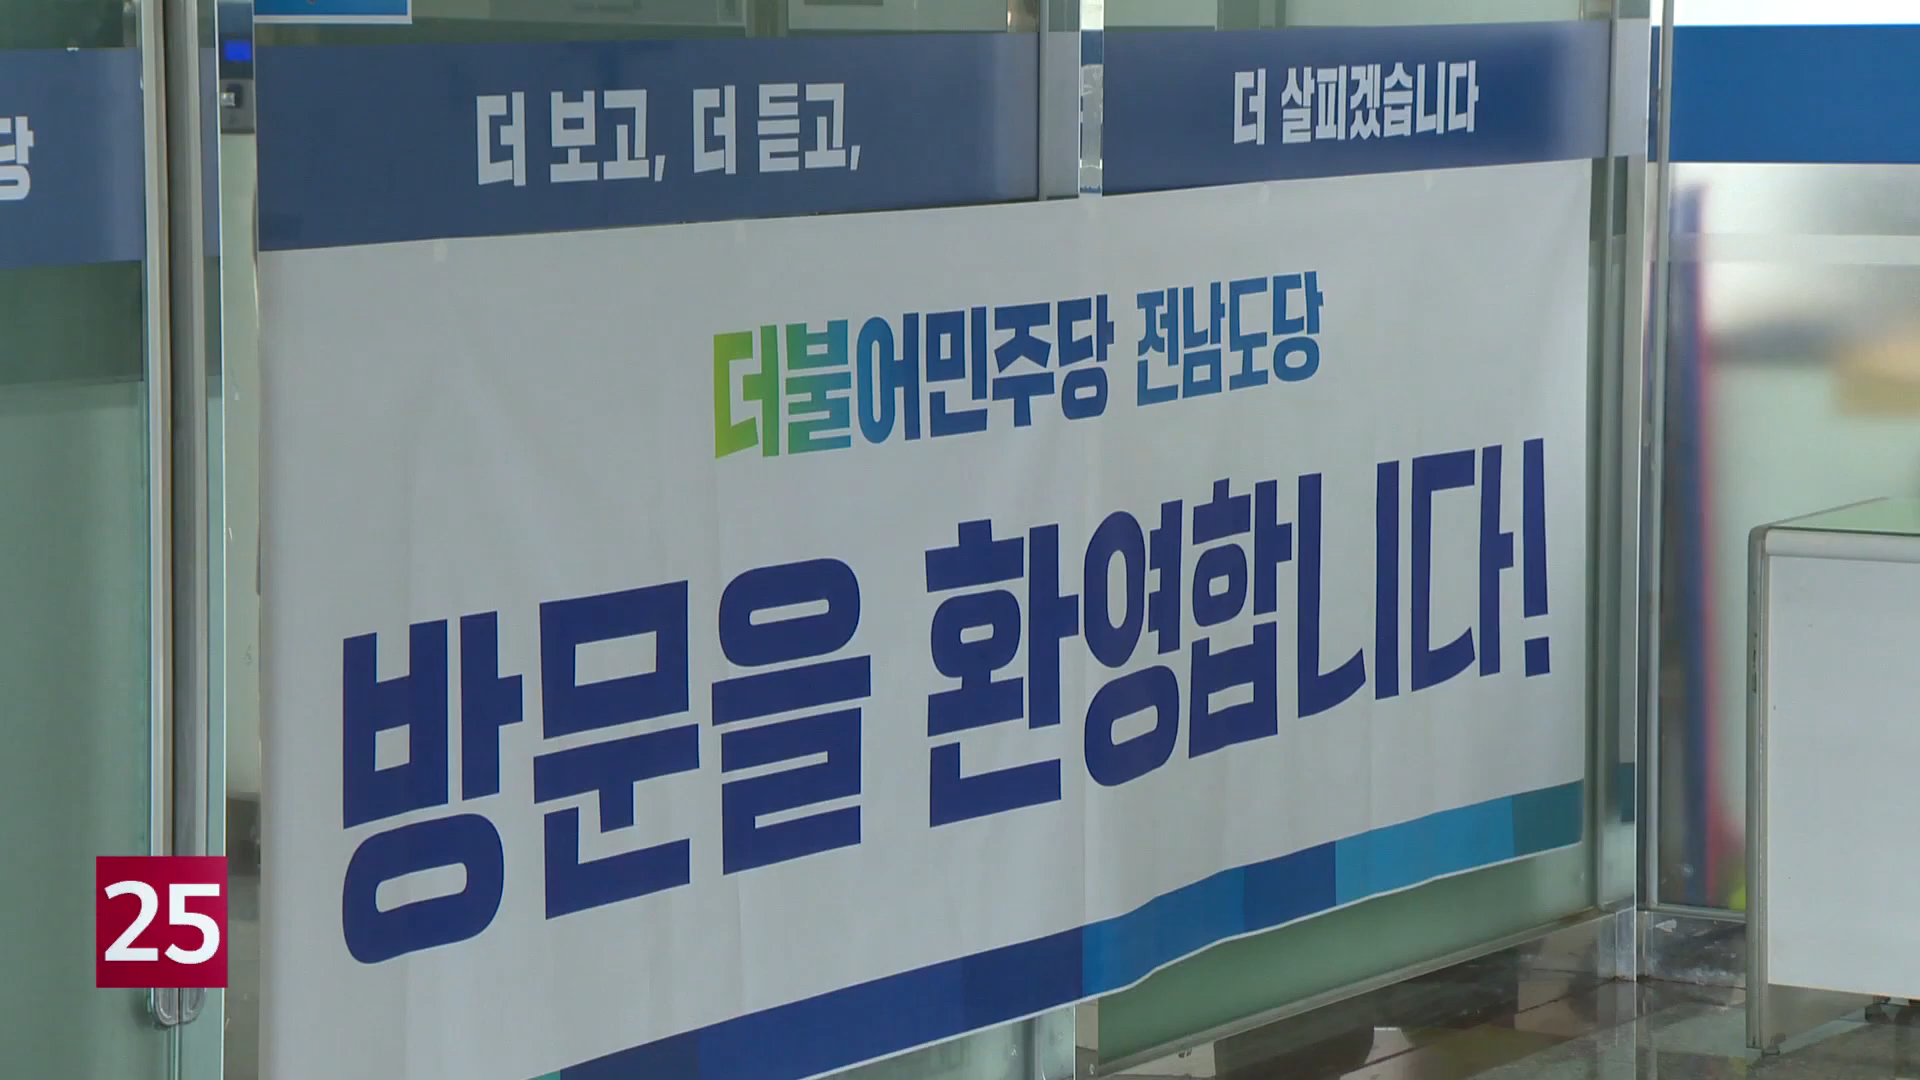 당
더 보고, 더 듣고,
더 살피겠습니다
더불어민주당 전남도당
방문을 환영합니다!
25